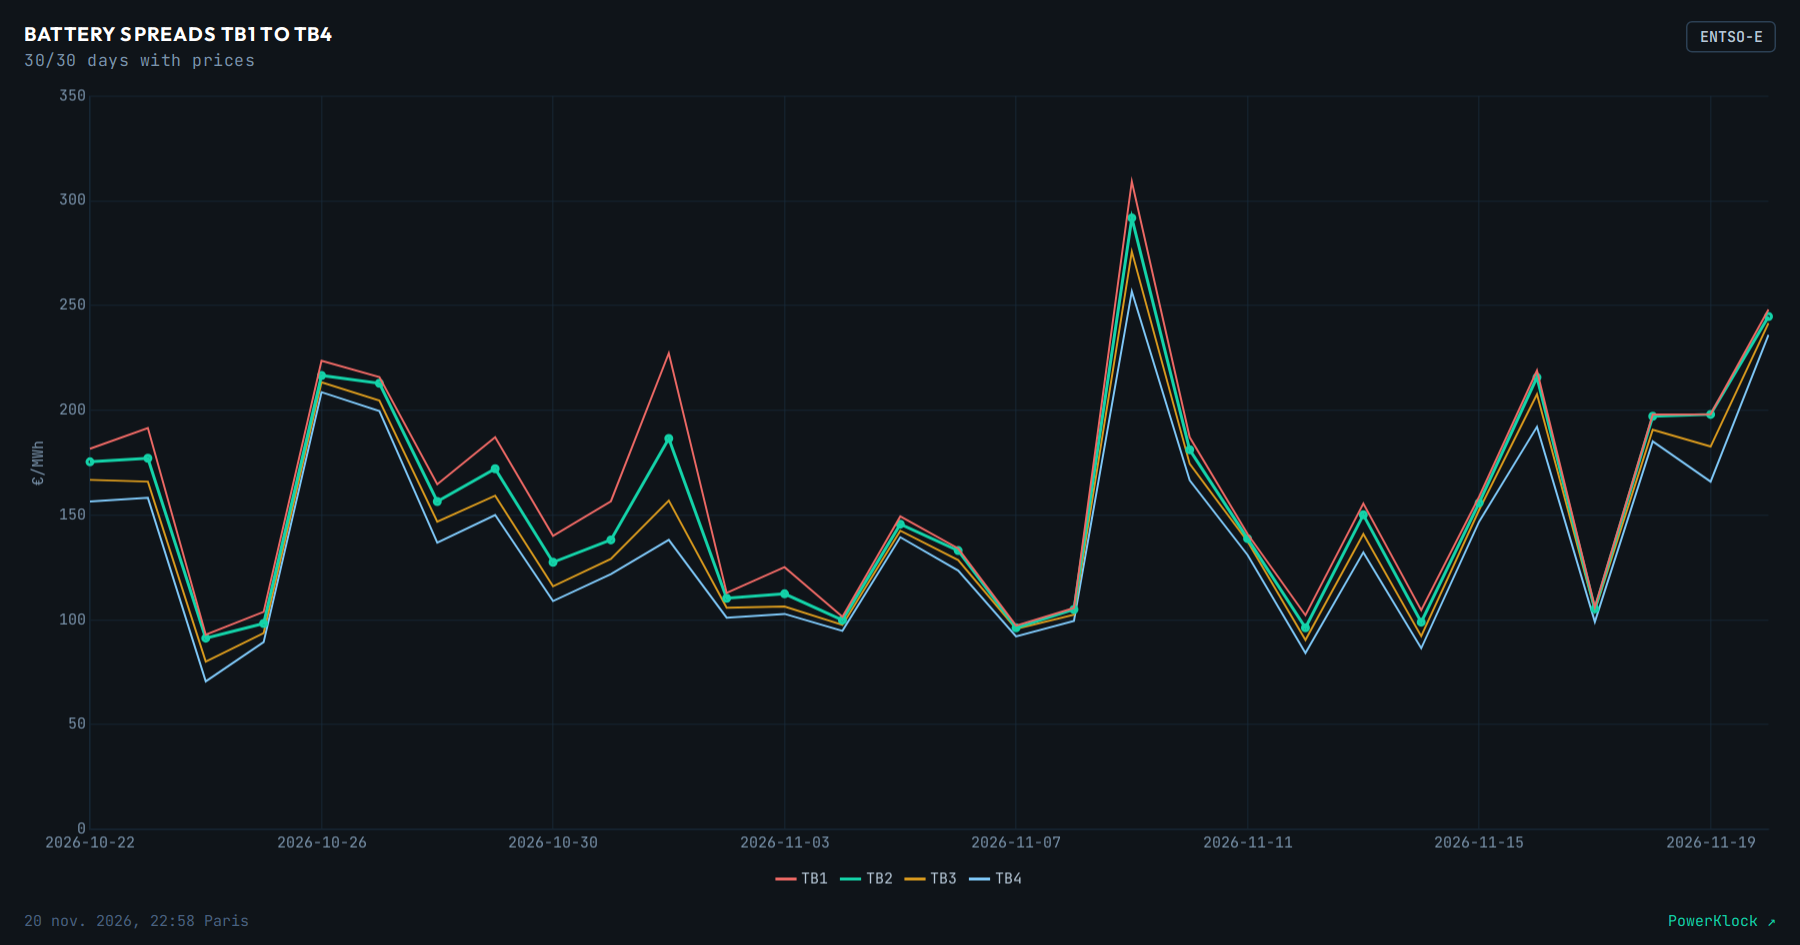 BATTERY SPREADS TB1 TO TB4
30/30 days with prices
ENTSO-E
350
300
250
200
150
100
50
0
€/MWh
2026-10-22 2026-10-26 2026-10-30 2026-11-03 2026-11-07 2026-11-11 2026-11-15 2026-11-19
TB1 TB2 TB3 TB4
20 nov. 2026, 22:58 Paris
PowerKlock ↗